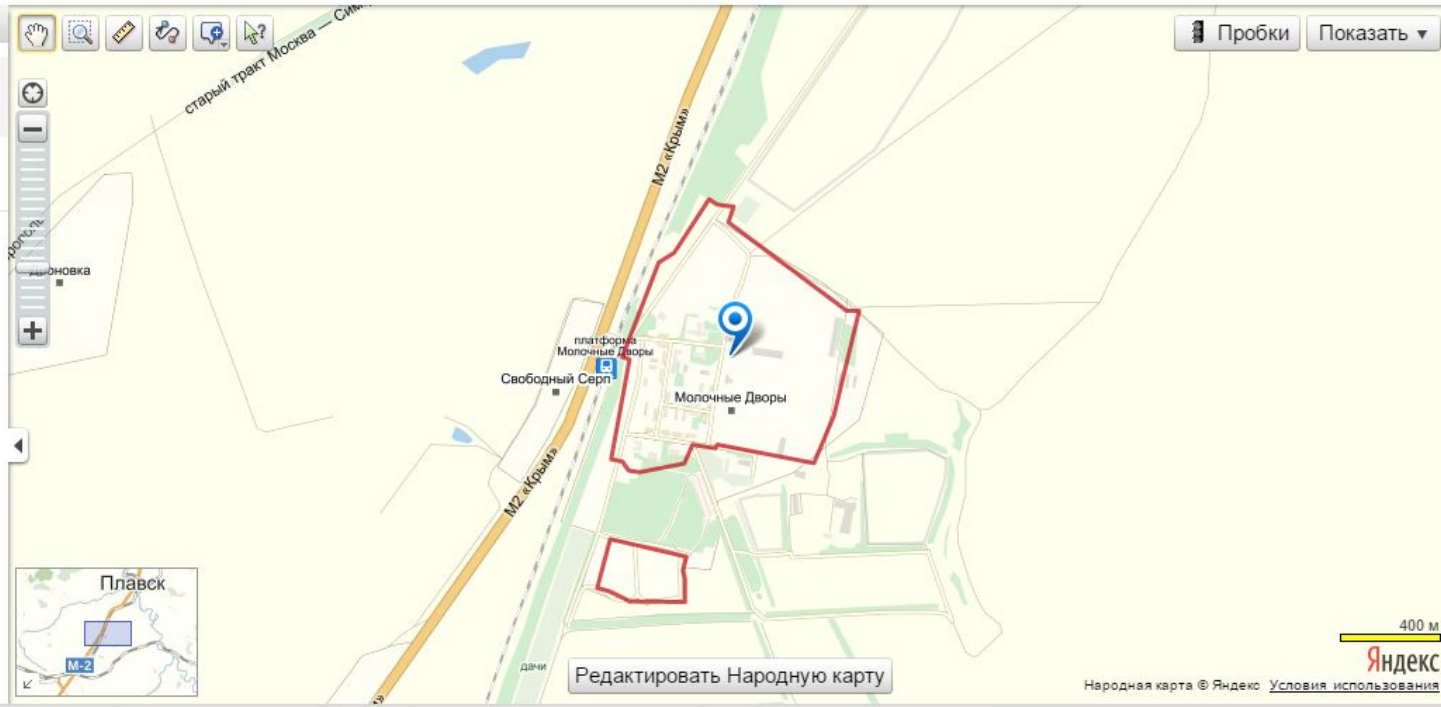 старый тракт Москва — Сим
Пробки
Показать ▾
М2 «Крым»
рополь
платформа
Молочные Дворы
Свободный Серп
Молочные Дворы
М2 «Крым»
Плавск
М-2
дачи
Редактировать Народную карту
400 м
Яндекс
Народная карта © Яндекс Условия использования